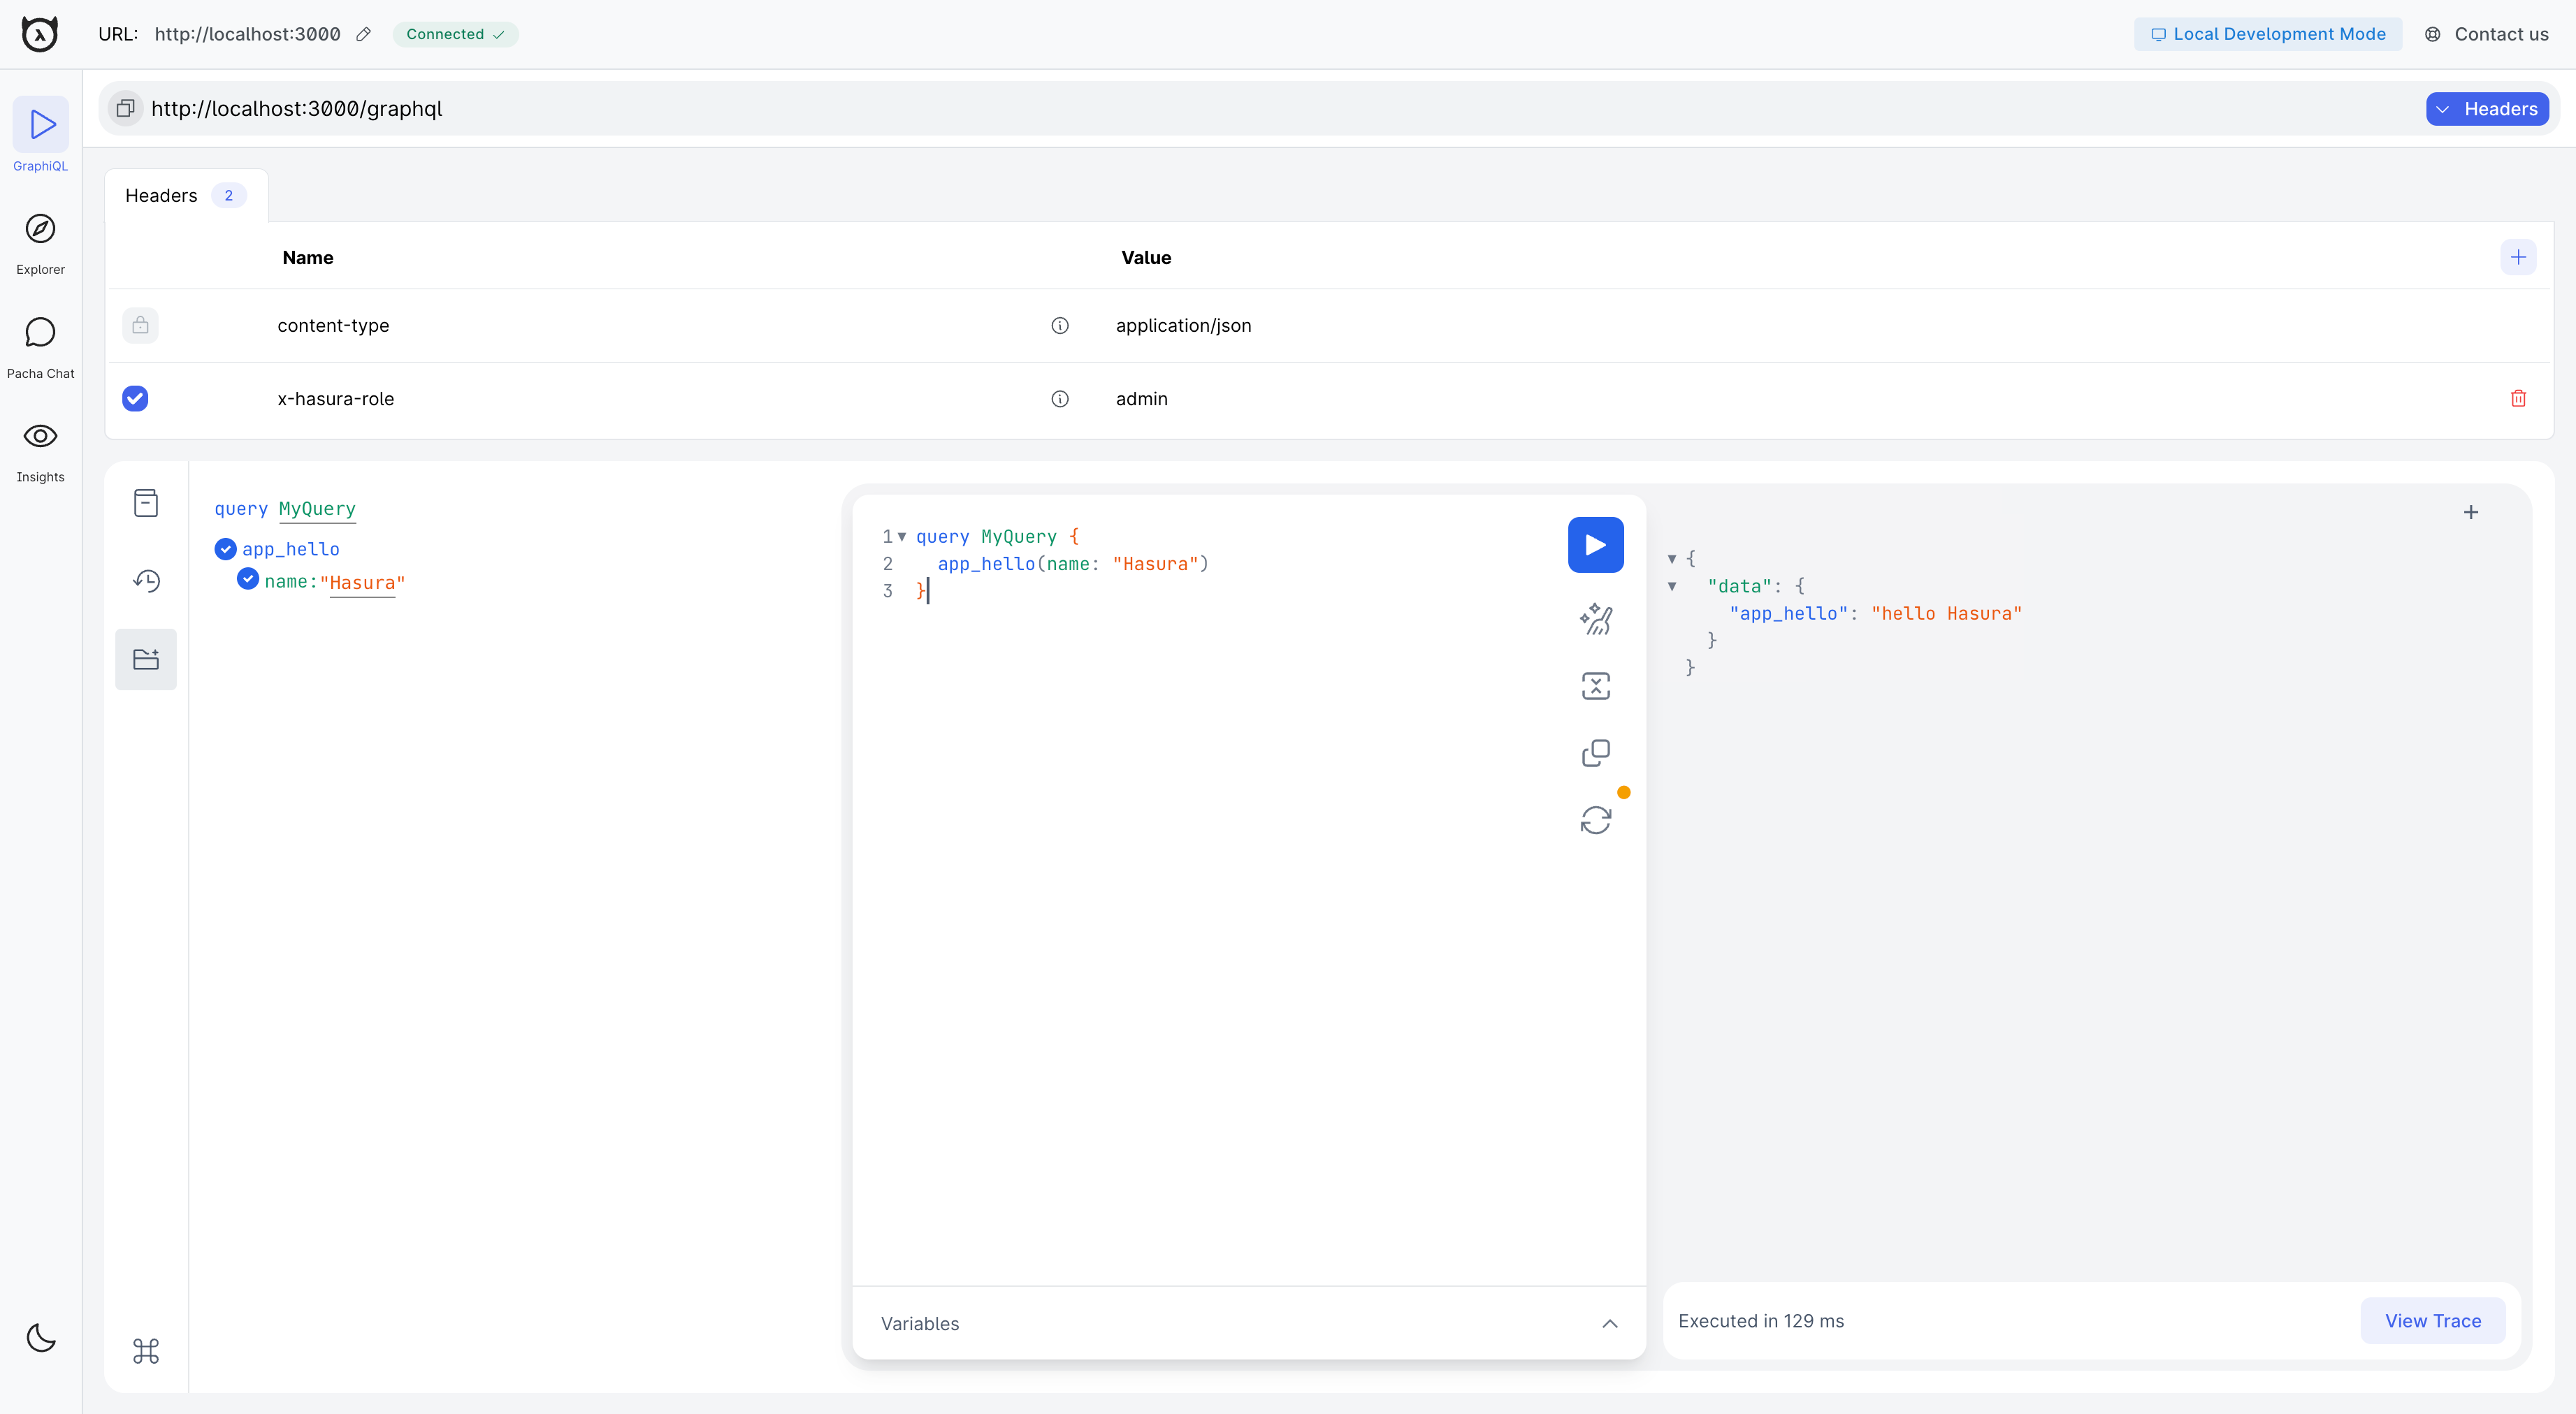 URL: http://localhost:3000 Connected Local Development Mode Contact us
http://localhost:3000/graphql Headers
GraphiQL
Explorer
Pacha Chat
Insights
Headers 2
Name Value
content-type application/json
x-hasura-role admin
query MyQuery
app_hello
name:"Hasura"
1 query MyQuery {
2 app_hello(name: "Hasura")
3 }
{
"data": {
"app_hello": "hello Hasura"
}
}
Variables
Executed in 129 ms View Trace